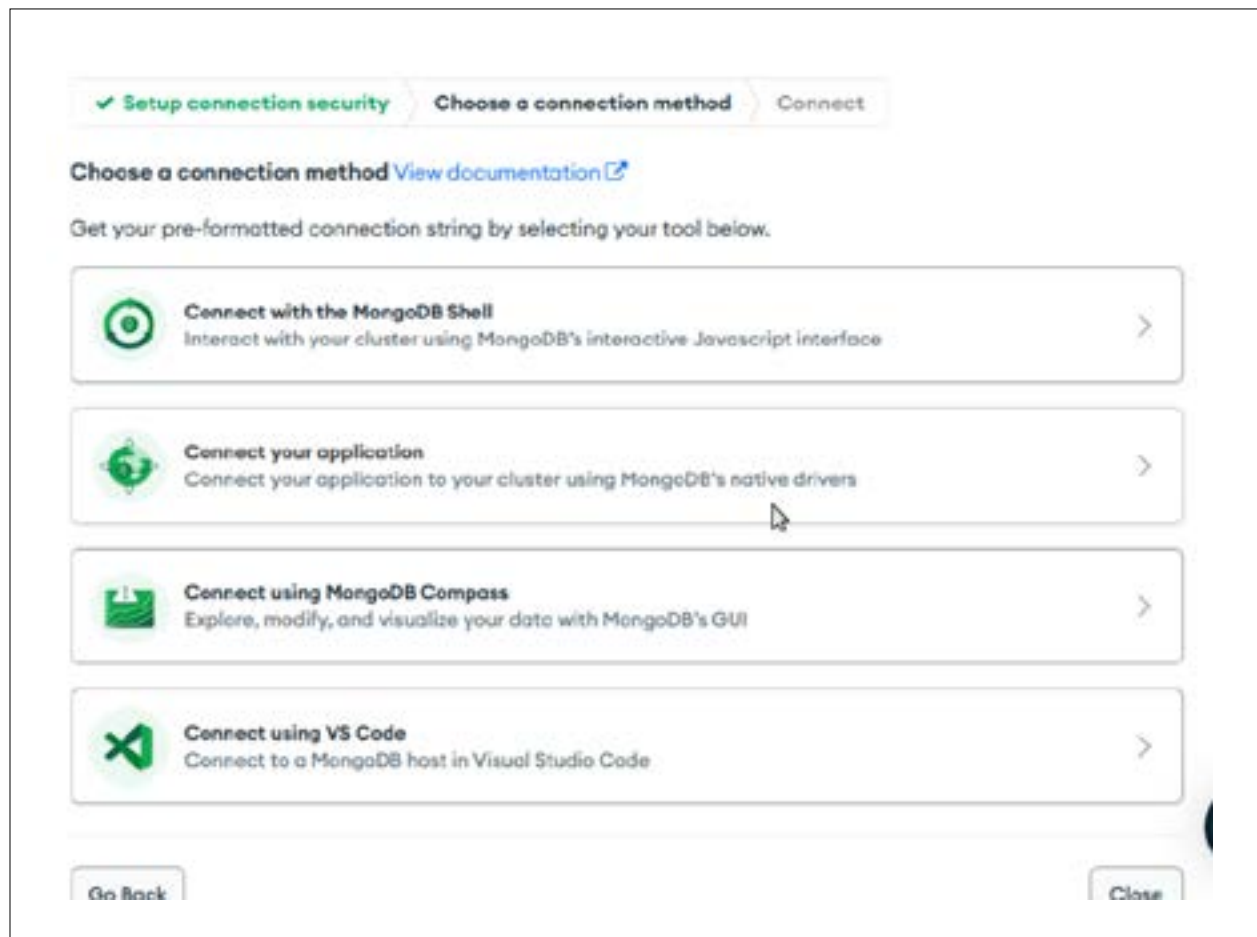 Setup connection security
Choose a connection method
Connect
Choose a connection method View documentation
Get your pre-formatted connection string by selecting your tool below.
Connect with the MongoDB Shell
Interact with your cluster using MongoDB's interactive Javascript interface
Connect your application
Connect your application to your cluster using MongoDB's native drivers
Connect using MongoDB Compass
Explore, modify, and visualize your data with MongoDB's GUI
Connect using VS Code
Connect to a MongoDB host in Visual Studio Code
Go Back
Close